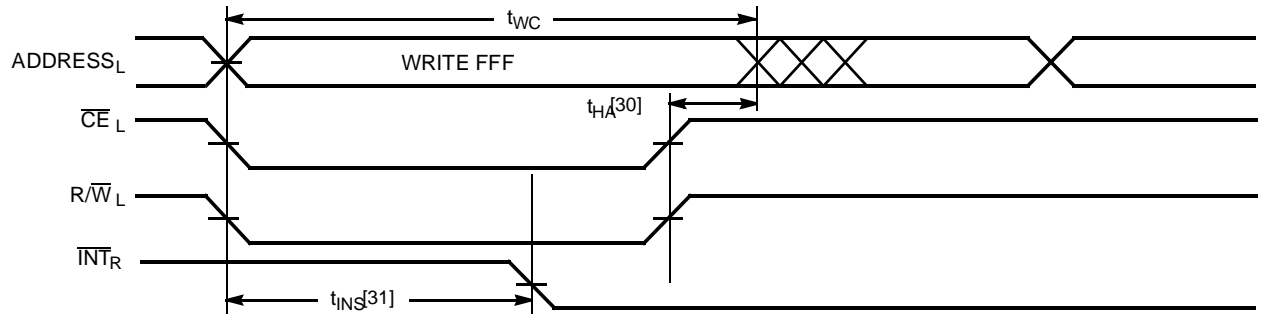 tWC
ADDRESSL
WRITE FFF
tHA[30]
CE L
R/W L
INTR
tINS[31]